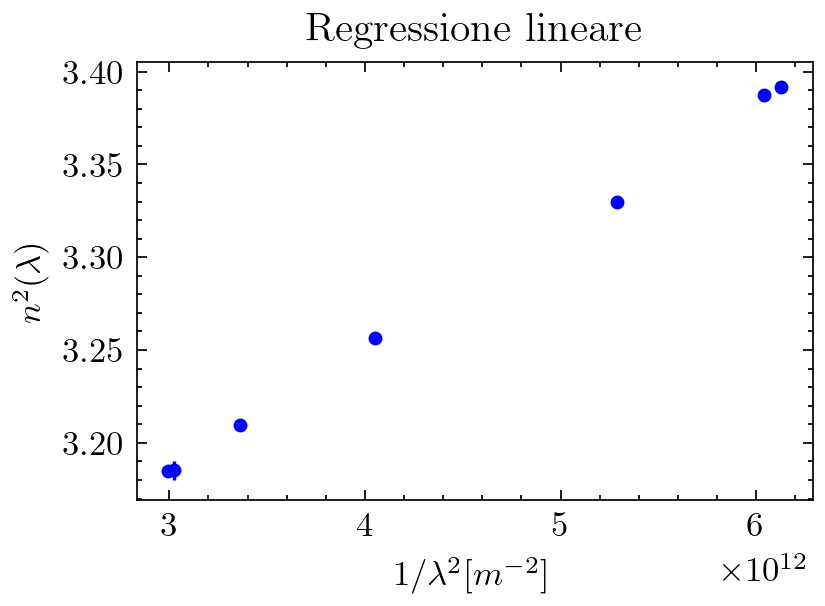 Regressione lineare
3.40
3.35
3.30
3.25
3.20
n²(λ)
3 4 5 6
1/λ²[m⁻²]
×10¹²